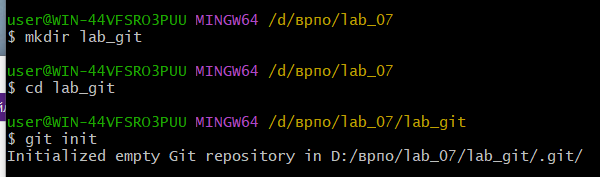 user@WIN-44VFSRO3PUU MINGW64 /d/врпо/lab_07
$ mkdir lab_git
user@WIN-44VFSRO3PUU MINGW64 /d/врпо/lab_07
$ cd lab_git
user@WIN-44VFSRO3PUU MINGW64 /d/врпо/lab_07/lab_git
$ git init
Initialized empty Git repository in D:/врпо/lab_07/lab_git/.git/